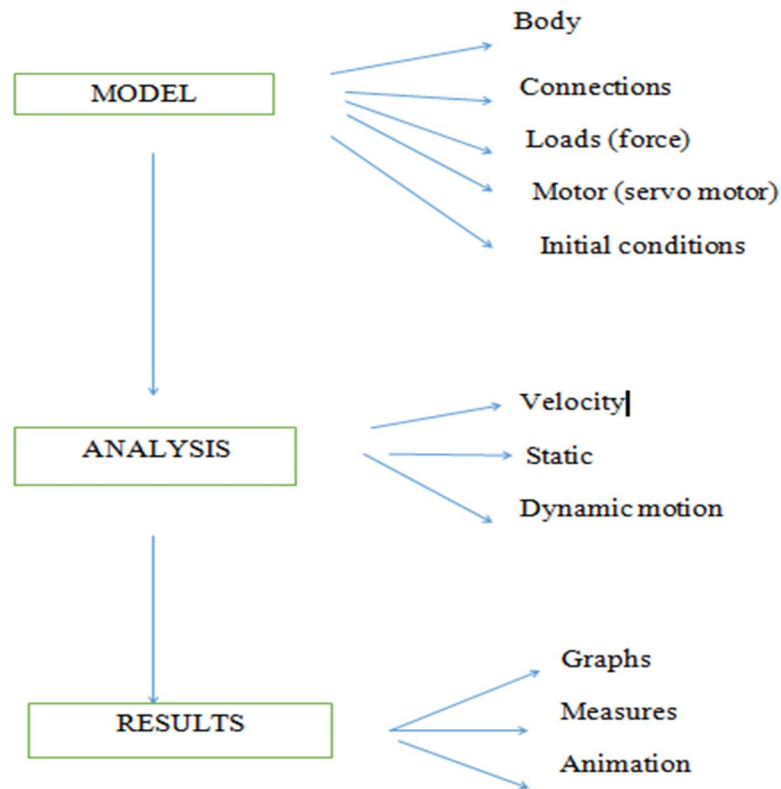 Body
MODEL
Connections
Loads (force)
Motor (servo motor)
Initial conditions
Velocity
ANALYSIS
Static
Dynamic motion
Graphs
RESULTS
Measures
Animation